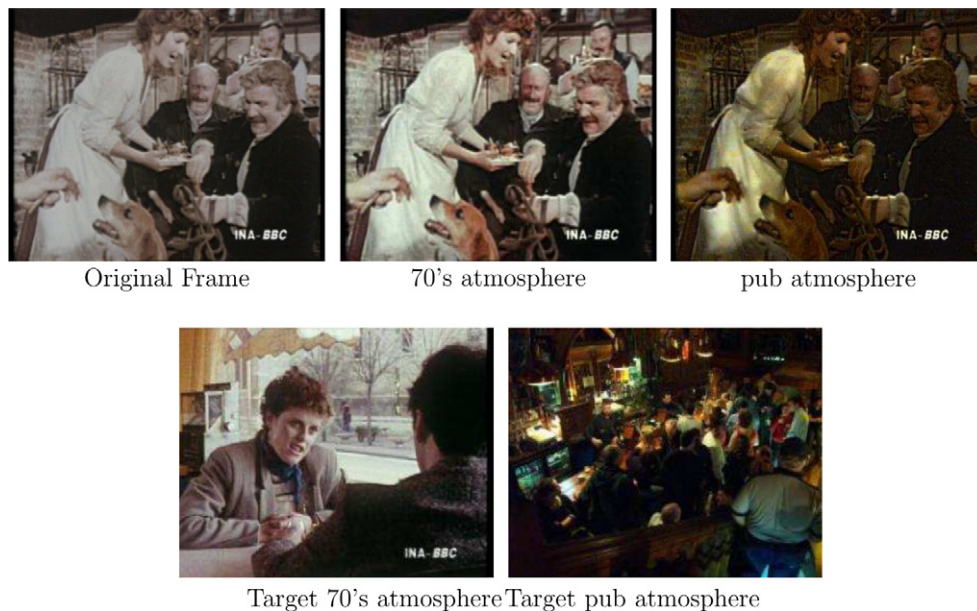 INA-BBC
INA-BBC
INA-BBC
Original Frame
70's atmosphere
pub atmosphere
INA-BBC
Target 70's atmosphere
Target pub atmosphere